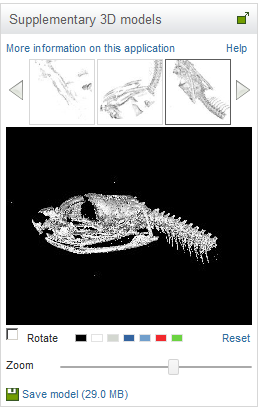 Supplementary 3D models
More information on this application Help
Rotate Reset
Zoom
Save model (29.0 MB)